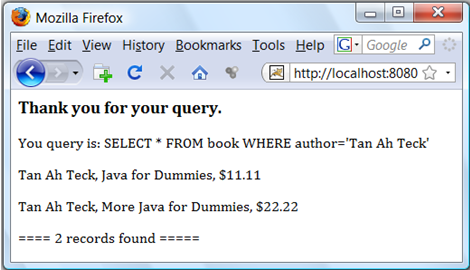 Mozilla Firefox
File Edit View History Bookmarks Tools Help G Google
http://localhost:8080
Thank you for your query.
You query is: SELECT * FROM book WHERE author='Tan Ah Teck'
Tan Ah Teck, Java for Dummies, $11.11
Tan Ah Teck, More Java for Dummies, $22.22
==== 2 records found =====